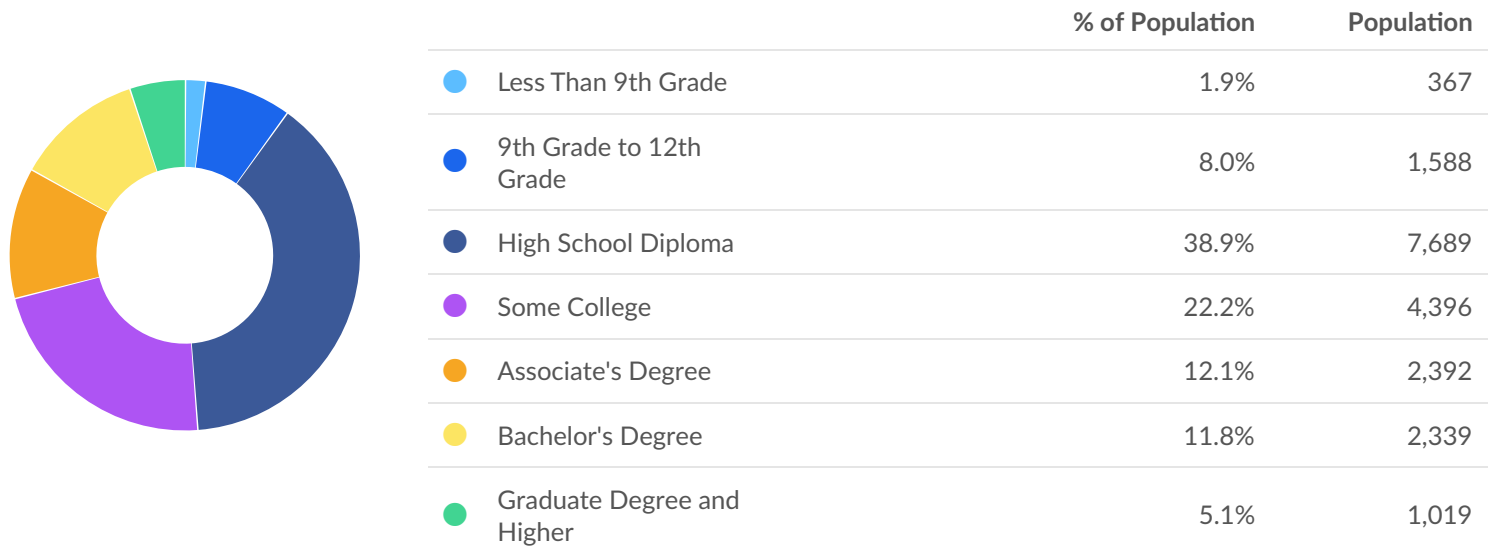 % of Population Population
Less Than 9th Grade 1.9% 367
9th Grade to 12th
Grade 8.0% 1,588
High School Diploma 38.9% 7,689
Some College 22.2% 4,396
Associate's Degree 12.1% 2,392
Bachelor's Degree 11.8% 2,339
Graduate Degree and
Higher 5.1% 1,019